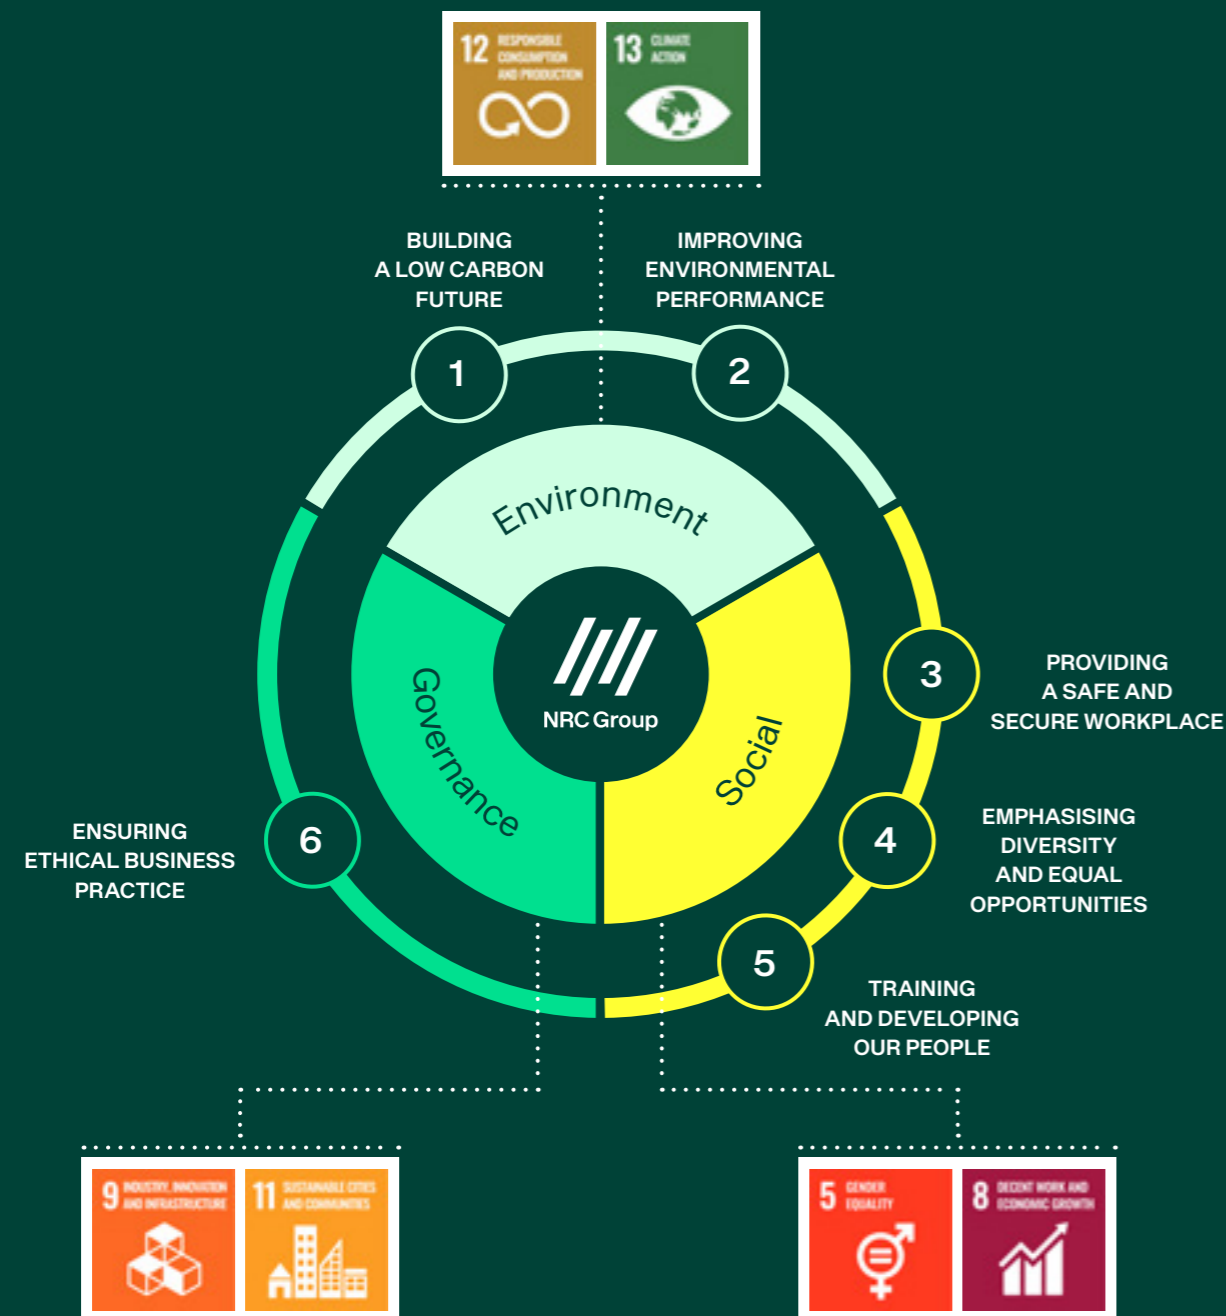 12 RESPONSIBLE
CONSUMPTION
AND PRODUCTION
13 CLIMATE
ACTION
BUILDING
A LOW CARBON
FUTURE
IMPROVING
ENVIRONMENTAL
PERFORMANCE
1
2
Environment
Governance
Social
NRC Group
3
PROVIDING
A SAFE AND
SECURE WORKPLACE
4
EMPHASISING
DIVERSITY
AND EQUAL
OPPORTUNITIES
5
TRAINING
AND DEVELOPING
OUR PEOPLE
6
ENSURING
ETHICAL BUSINESS
PRACTICE
9 INDUSTRY, INNOVATION
AND INFRASTRUCTURE
11 SUSTAINABLE CITIES
AND COMMUNITIES
5 GENDER
EQUALITY
8 DECENT WORK AND
ECONOMIC GROWTH